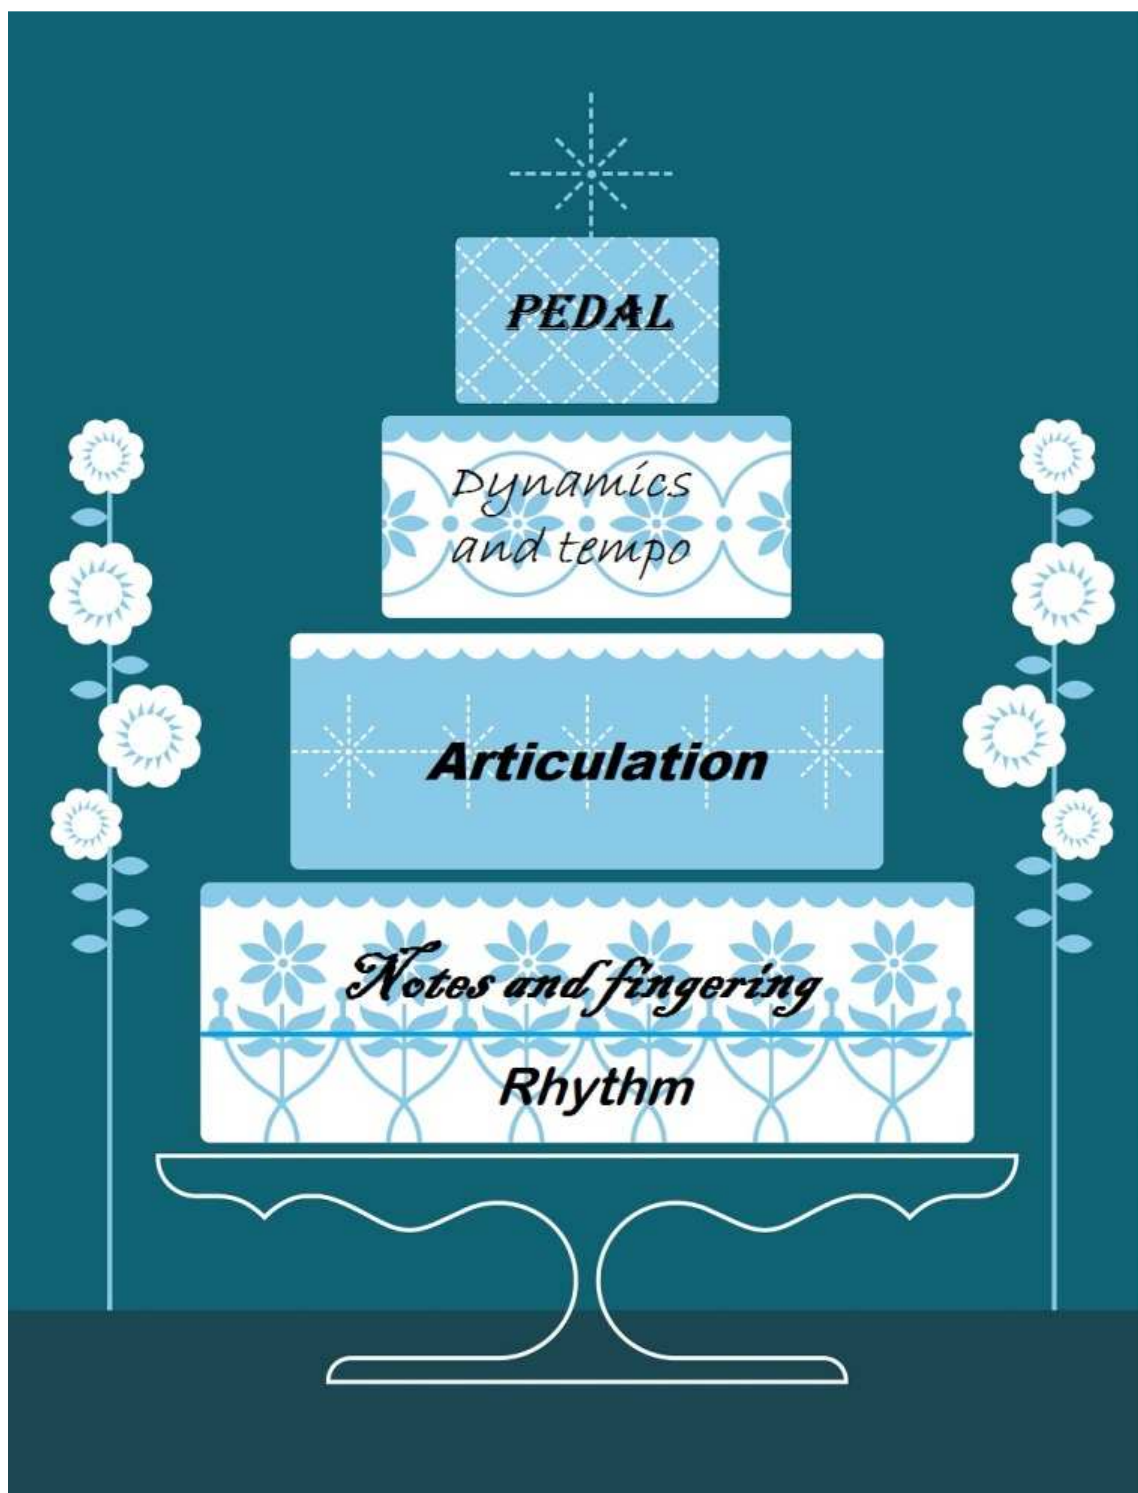 PEDAL
Dynamics
and tempo
Articulation
Notes and fingering
Rhythm